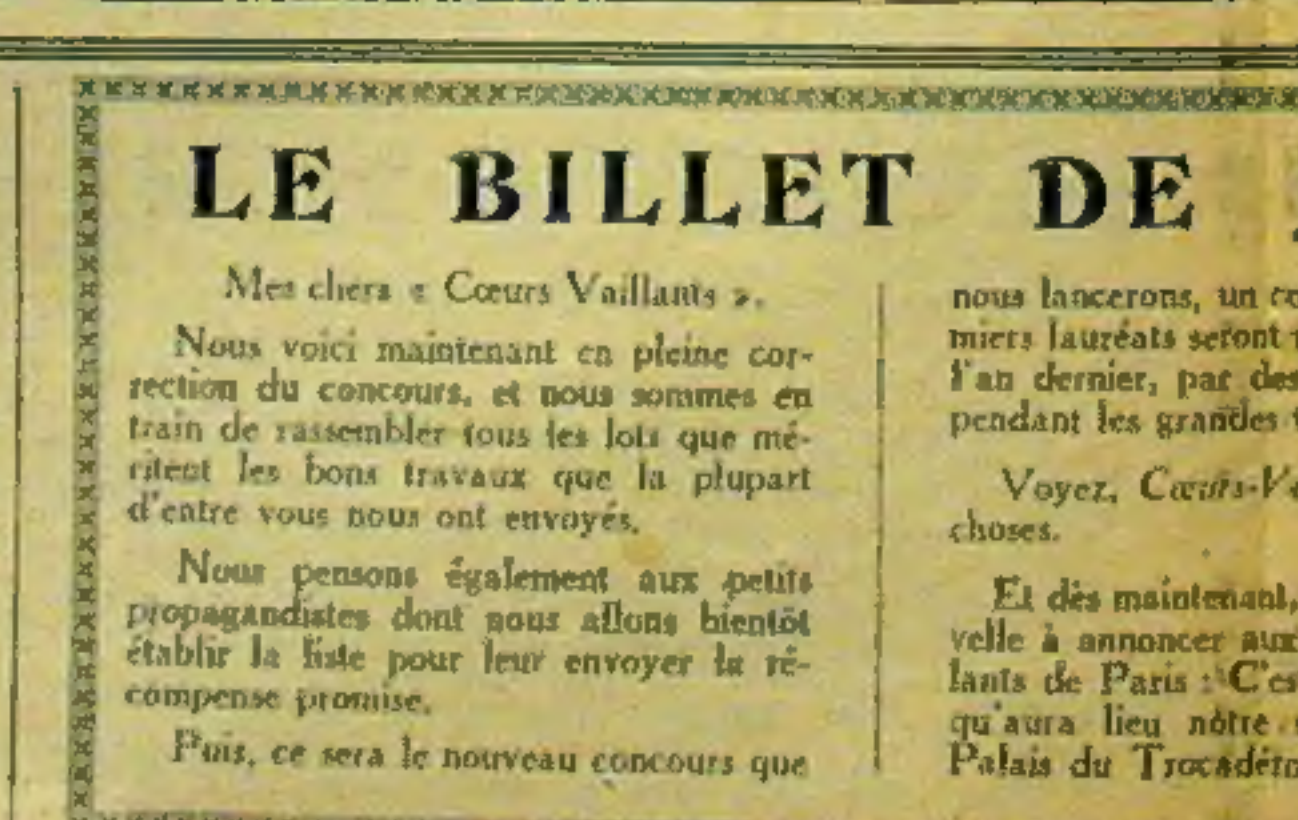 LE BILLET DE
Mes chers « Cœurs Vaillants ».
Nous voici maintenant en pleine cor-
rection du concours, et nous sommes en
train de rassembler tous les lots que mé-
ritent les bons travaux que la plupart
d'entre vous nous ont envoyés.
Nous pensons également aux petits
propagandistes dont nous allons bientôt
établir la liste pour leur envoyer la ré-
compense promise.
Puis, ce sera le nouveau concours que
nous lancerons, un
miers lauréats seront
l'an dernier, par des
pendant les grandes
Voyez,
choses.
Et dès maintenant,
velle à annoncer aux
lants de Paris : C'es
qu'aura lieu notre
Palais du Trocadéro